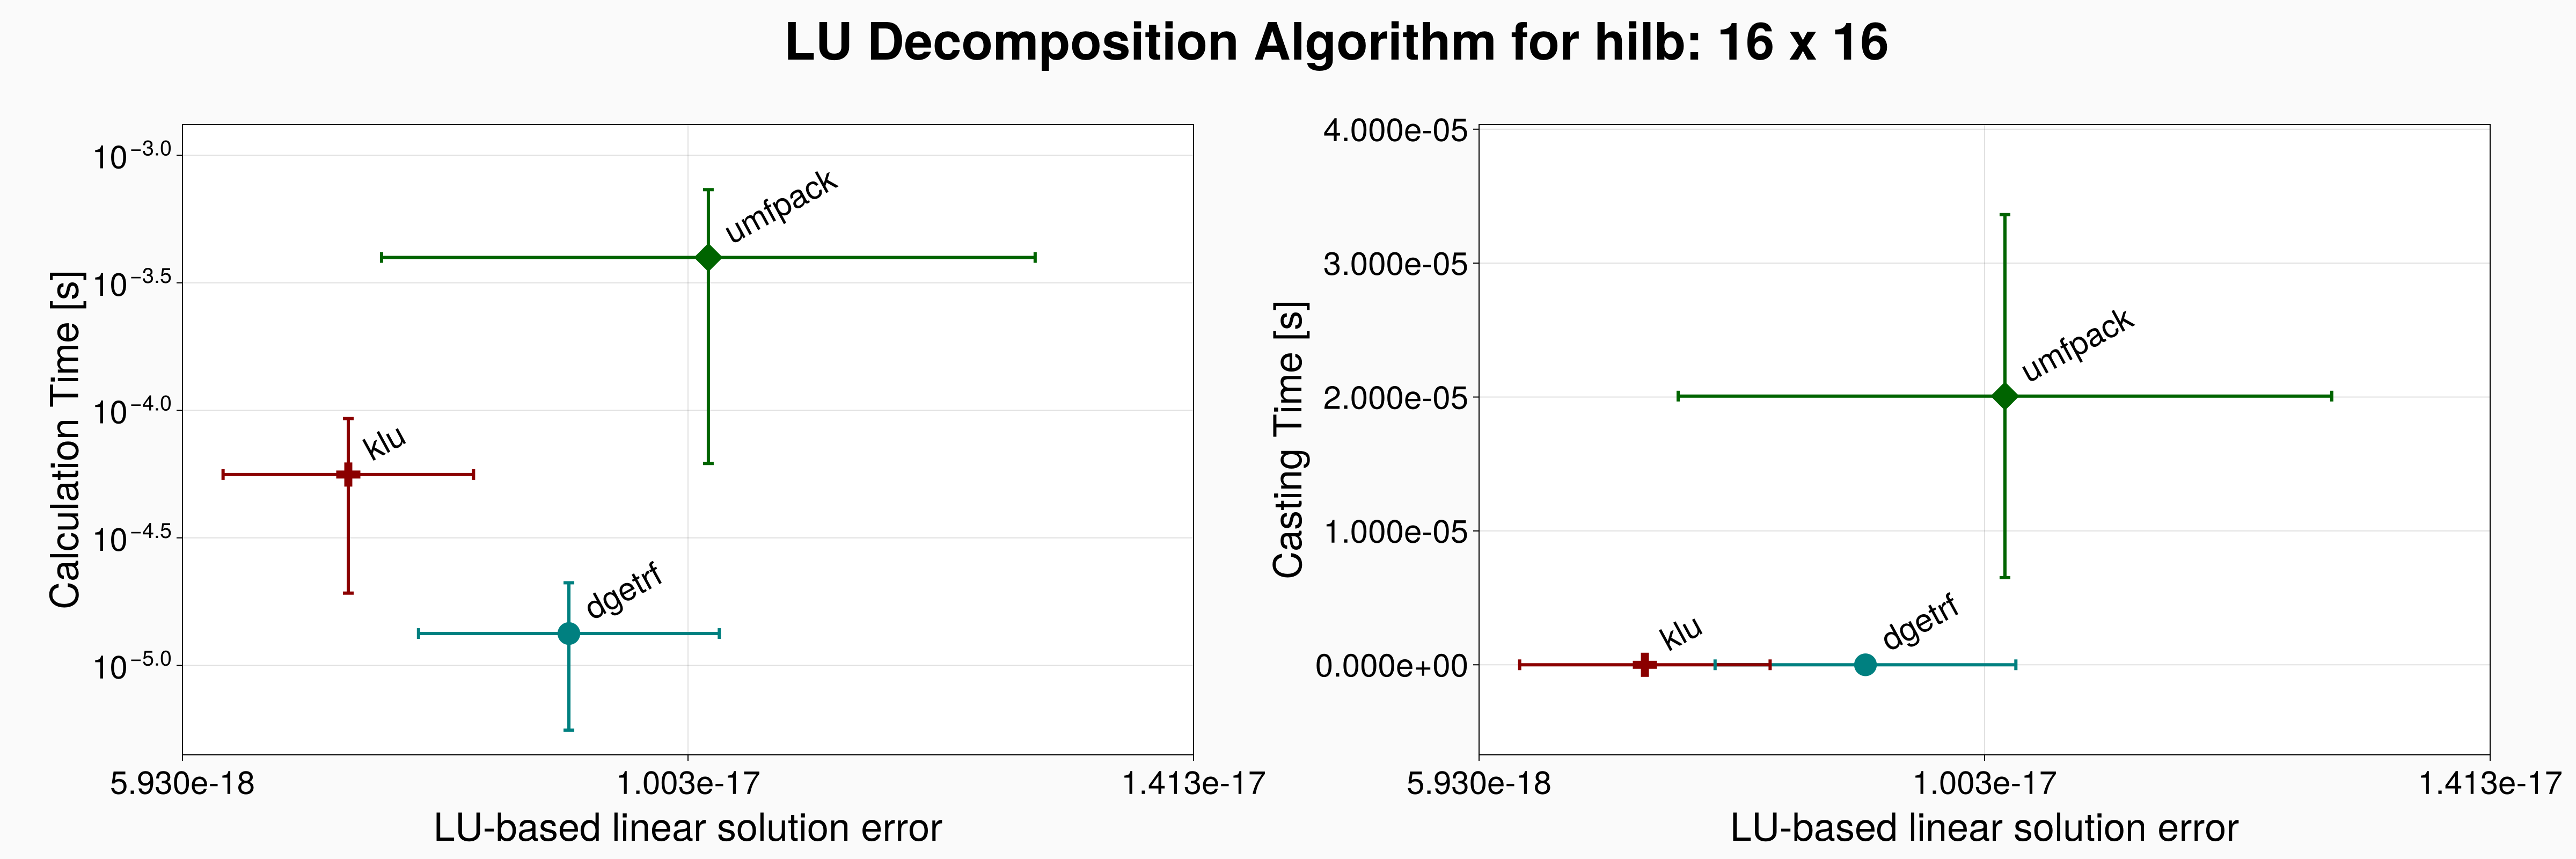 LU Decomposition Algorithm for hilb: 16 x 16
Calculation Time [s]
10−3.0
10−3.5
10−4.0
10−4.5
10−5.0
umfpack
klu
dgetrf
5.930e-18 1.003e-17 1.413e-17
LU-based linear solution error
Casting Time [s]
4.000e-05
3.000e-05
2.000e-05
1.000e-05
0.000e+00
umfpack
klu
dgetrf
5.930e-18 1.003e-17 1.413e-17
LU-based linear solution error